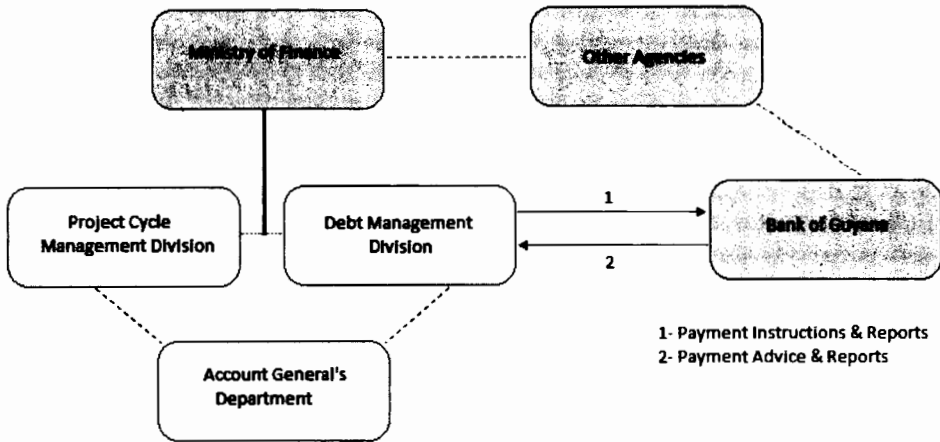 Ministry of Finance
Other Agencies
Project Cycle
Management Division
Debt Management
Division
1
2
Bank of Guyana
1- Payment Instructions & Reports
2- Payment Advice & Reports
Account General's
Department